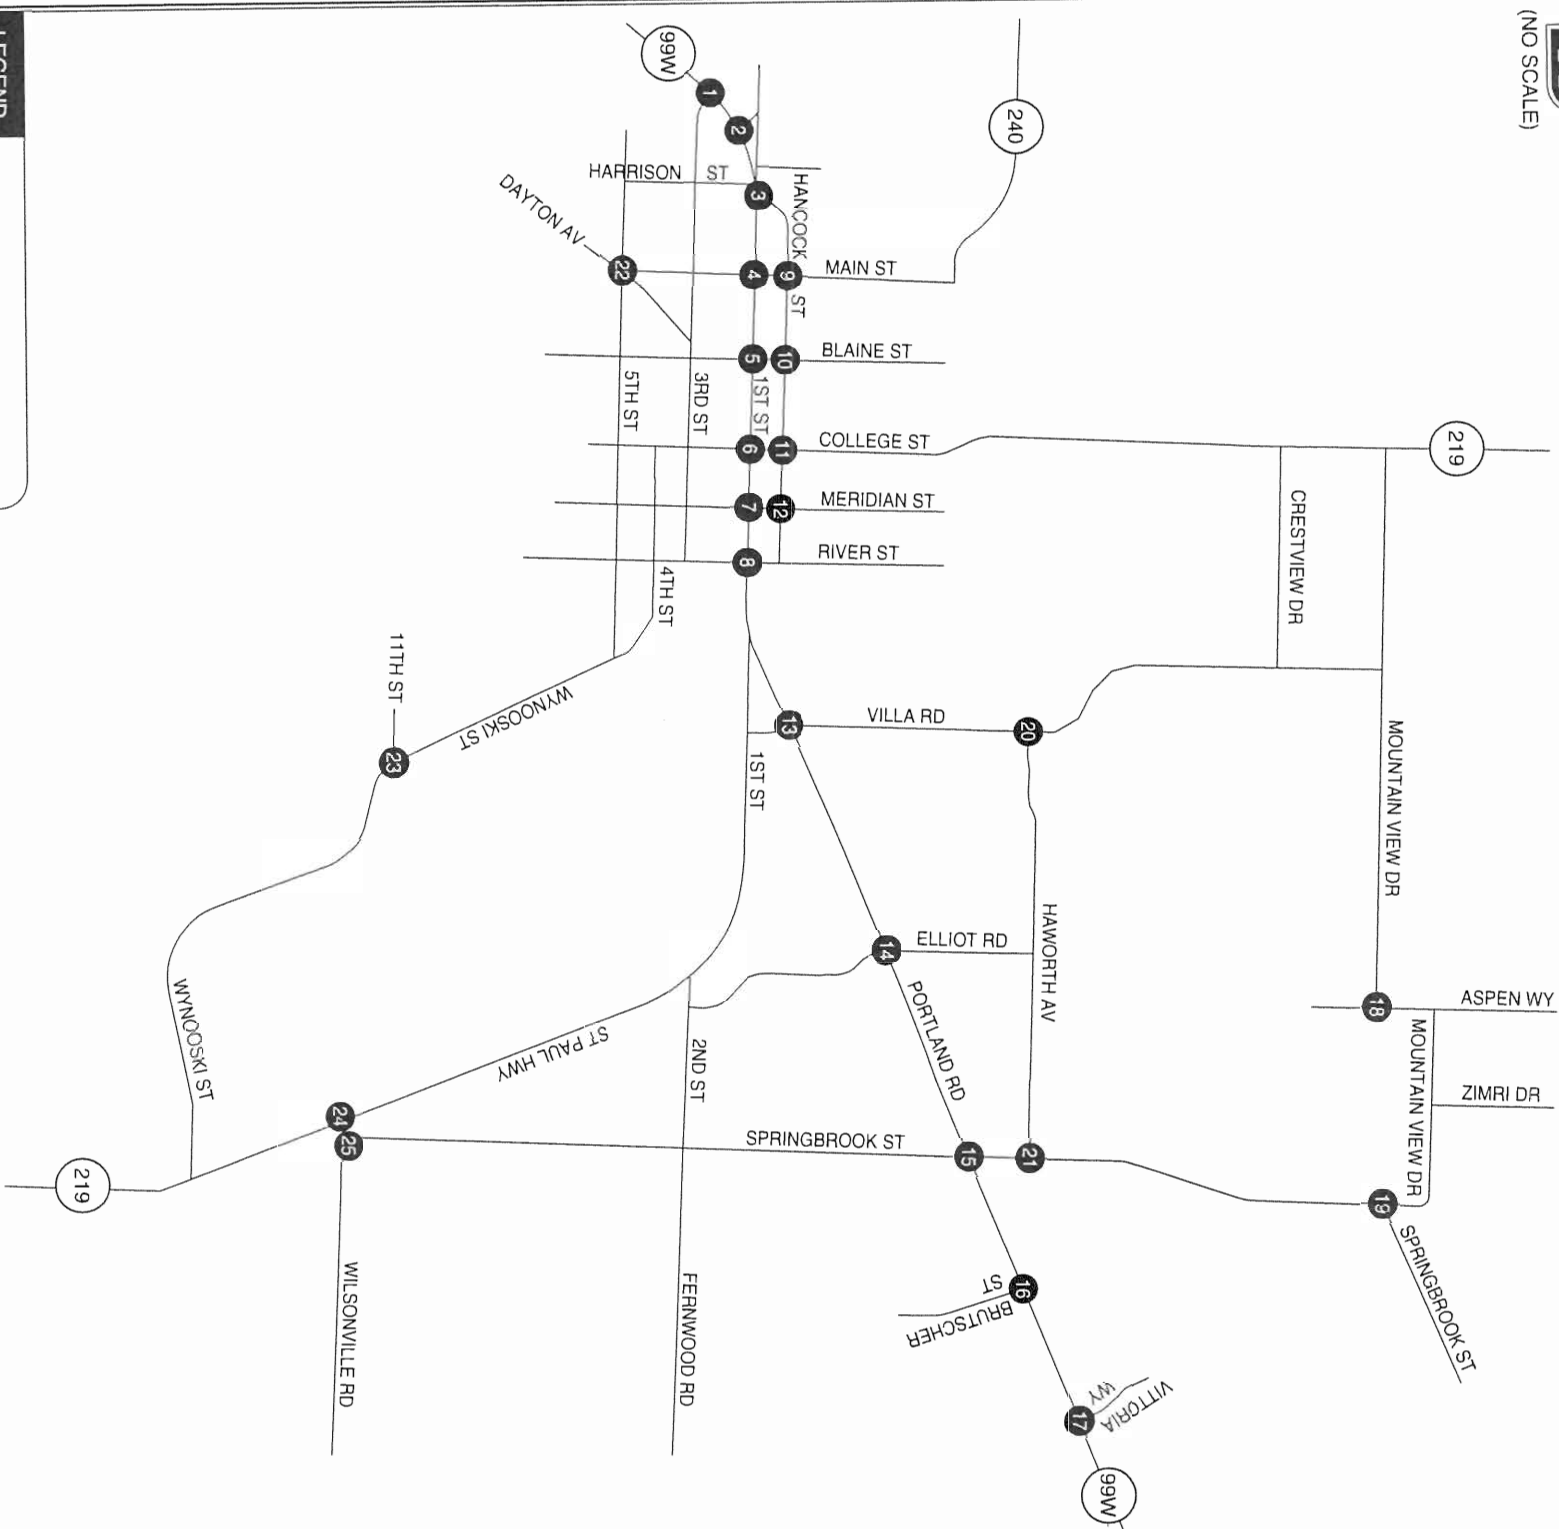 (NO SCALE)
LEGEND
99W
240
1
2
HARRISON ST
HANCOCK ST
3
DAYTON AV
22
4
9
MAIN ST
5
10
BLAINE ST
5TH ST
3RD ST
1ST ST
6
11
COLLEGE ST
219
7
12
MERIDIAN ST
CRESTVIEW DR
8
RIVER ST
4TH ST
11TH ST
WYNOOSKI ST
23
13
VILLA RD
20
1ST ST
MOUNTAIN VIEW DR
14
ELLIOT RD
HAWORTH AV
PORTLAND RD
18
ASPEN WY
WYNOOSKI ST
ST PAUL HWY
2ND ST
MOUNTAIN VIEW DR
ZIMRI DR
24
25
SPRINGBROOK ST
15
21
219
19
SPRINGBROOK ST
WILSONVILLE RD
FERNWOOD RD
16
BRUTSCHER
ST
17
VITTORIA
WY
99W